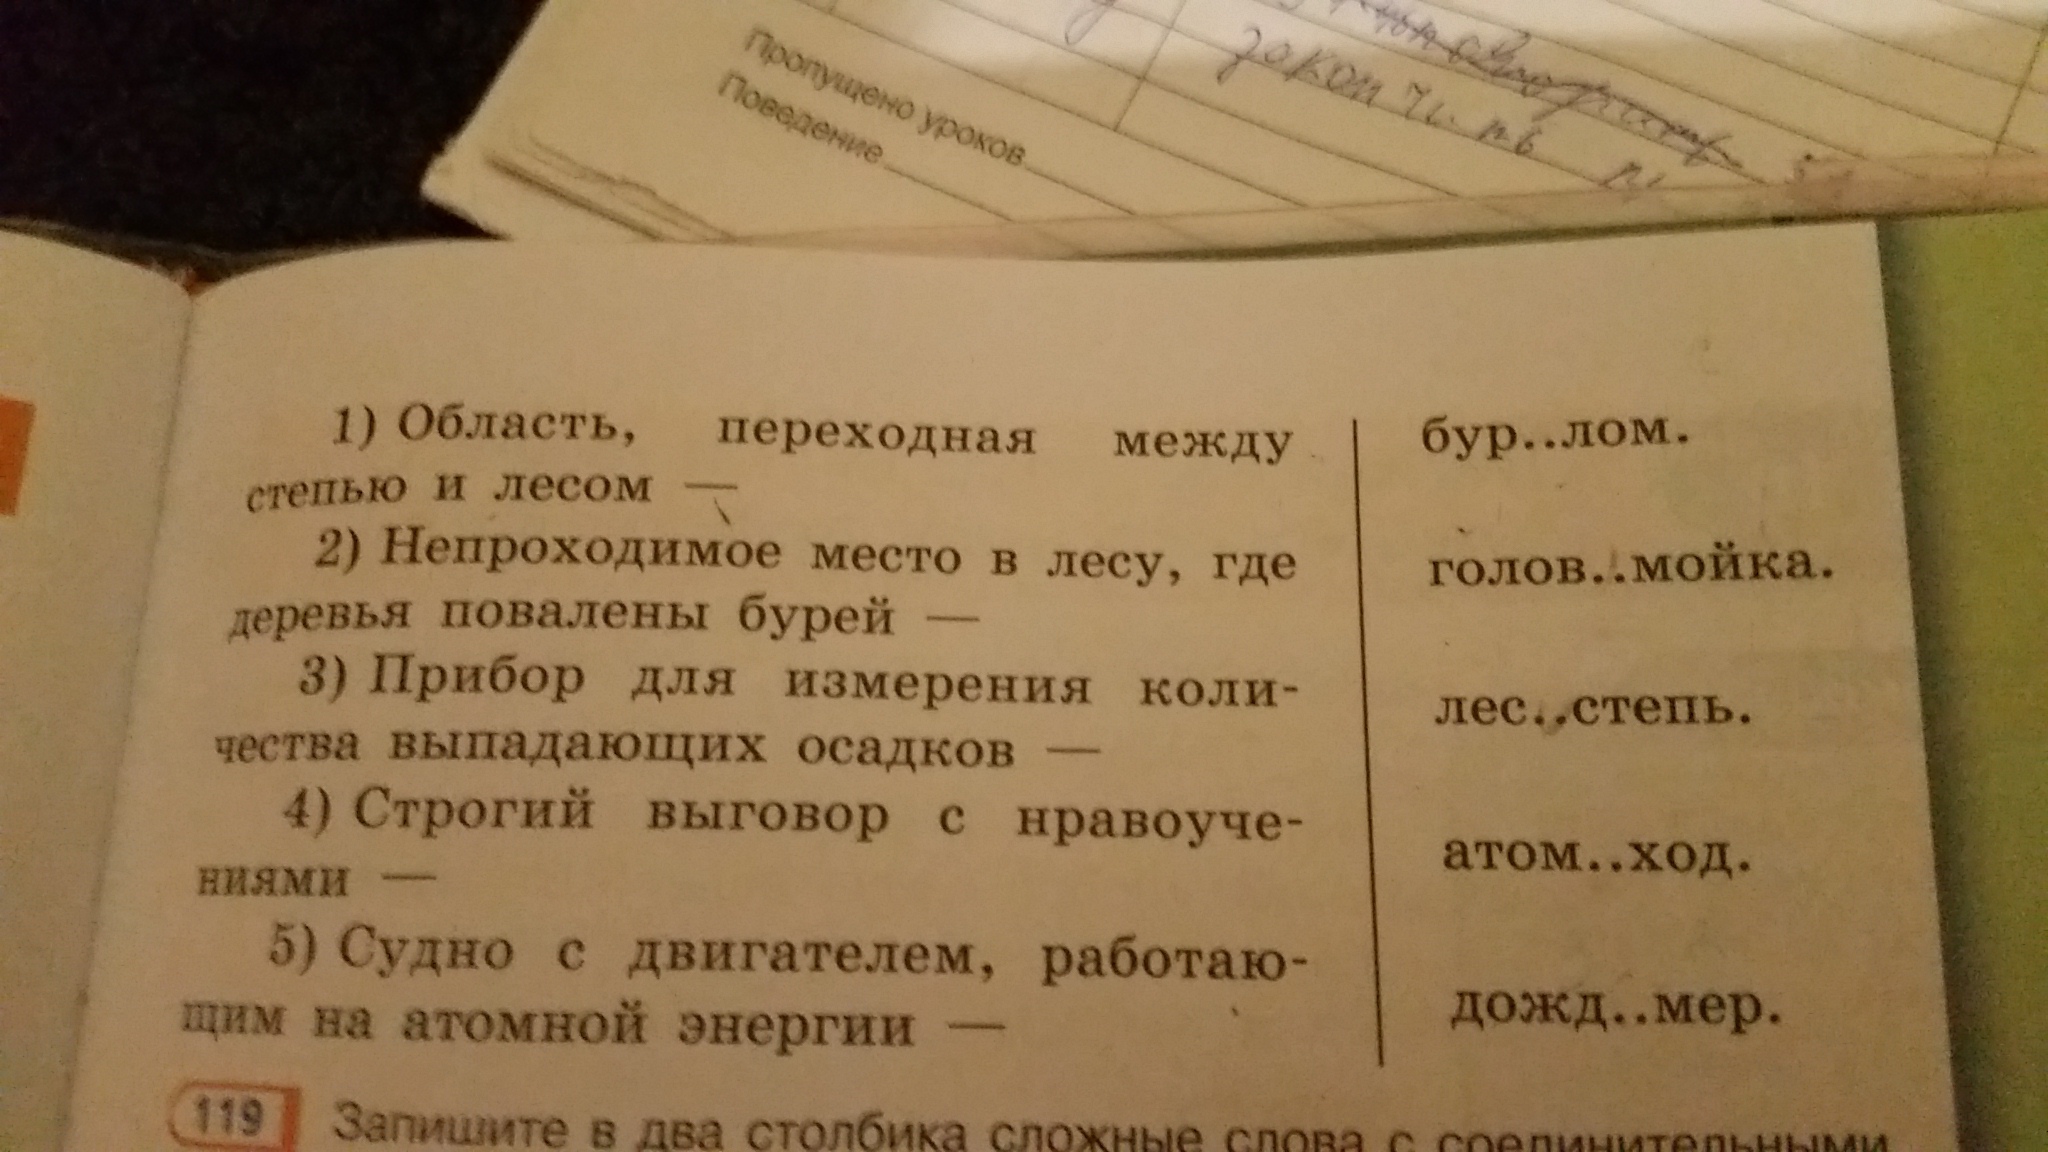 Пропущено уроков
Поведение
1) Область, переходная между
степью и лесом —
2) Непроходимое место в лесу, где
деревья повалены бурей —
3) Прибор для измерения коли-
чества выпадающих осадков —
4) Строгий выговор с нравоуче-
ниями —
5) Судно с двигателем, работаю-
щим на атомной энергии —
бур..лом.
голов..мойка.
лес..степь.
атом..ход.
дожд..мер.
119 Запишите в два столбика сложные слова с соединительными